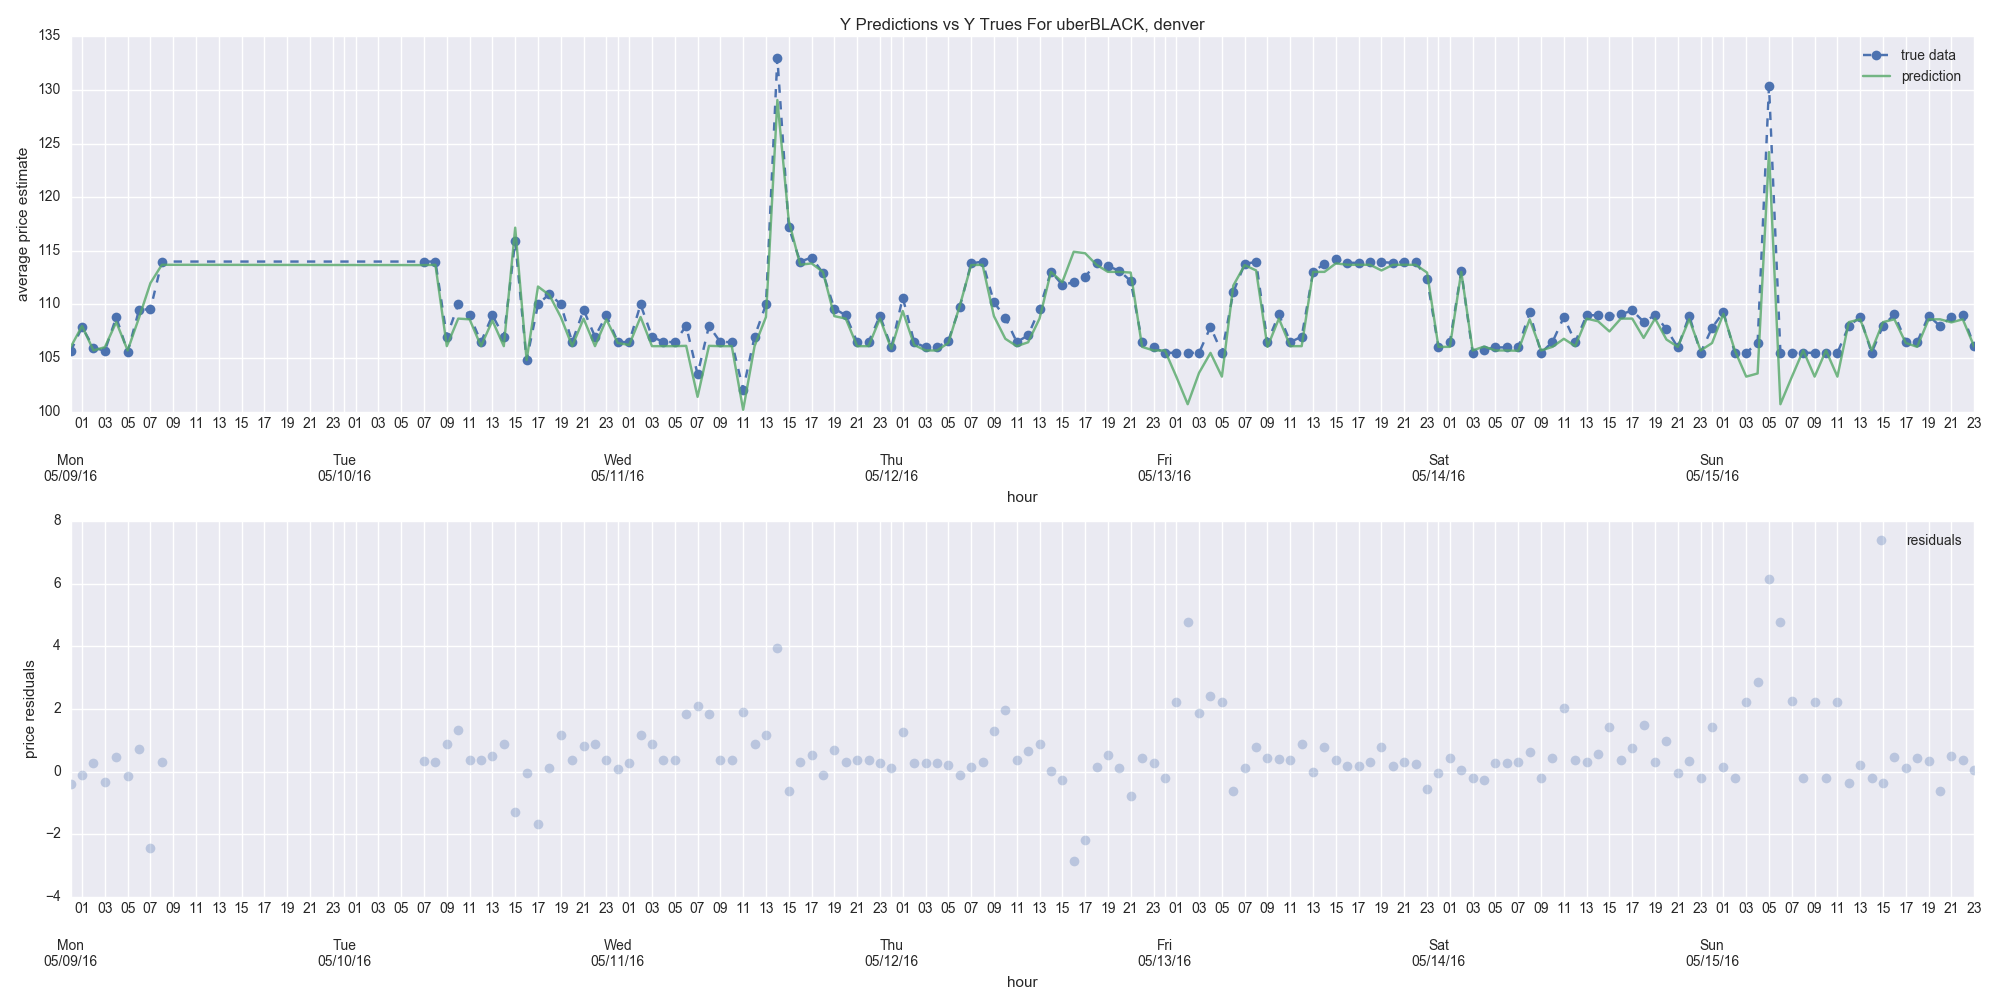 Y Predictions vs Y Trues For uberBLACK, denver
135
130
125
120
115
110
105
100
average price estimate
true data
prediction
01 03 05 07 09 11 13 15 17 19 21 23 01 03 05 07 09 11 13 15 17 19 21 23 01 03 05 07 09 11 13 15 17 19 21 23 01 03 05 07 09 11 13 15 17 19 21 23 01 03 05 07 09 11 13 15 17 19 21 23 01 03 05 07 09 11 13 15 17 19 21 23 01 03 05 07 09 11 13 15 17 19 21 23
Mon Tue Wed Thu Fri Sat Sun
05/09/16 05/10/16 05/11/16 05/12/16 05/13/16 05/14/16 05/15/16
hour
8
6
4
2
0
−2
−4
price residuals
residuals
01 03 05 07 09 11 13 15 17 19 21 23 01 03 05 07 09 11 13 15 17 19 21 23 01 03 05 07 09 11 13 15 17 19 21 23 01 03 05 07 09 11 13 15 17 19 21 23 01 03 05 07 09 11 13 15 17 19 21 23 01 03 05 07 09 11 13 15 17 19 21 23 01 03 05 07 09 11 13 15 17 19 21 23
Mon Tue Wed Thu Fri Sat Sun
05/09/16 05/10/16 05/11/16 05/12/16 05/13/16 05/14/16 05/15/16
hour